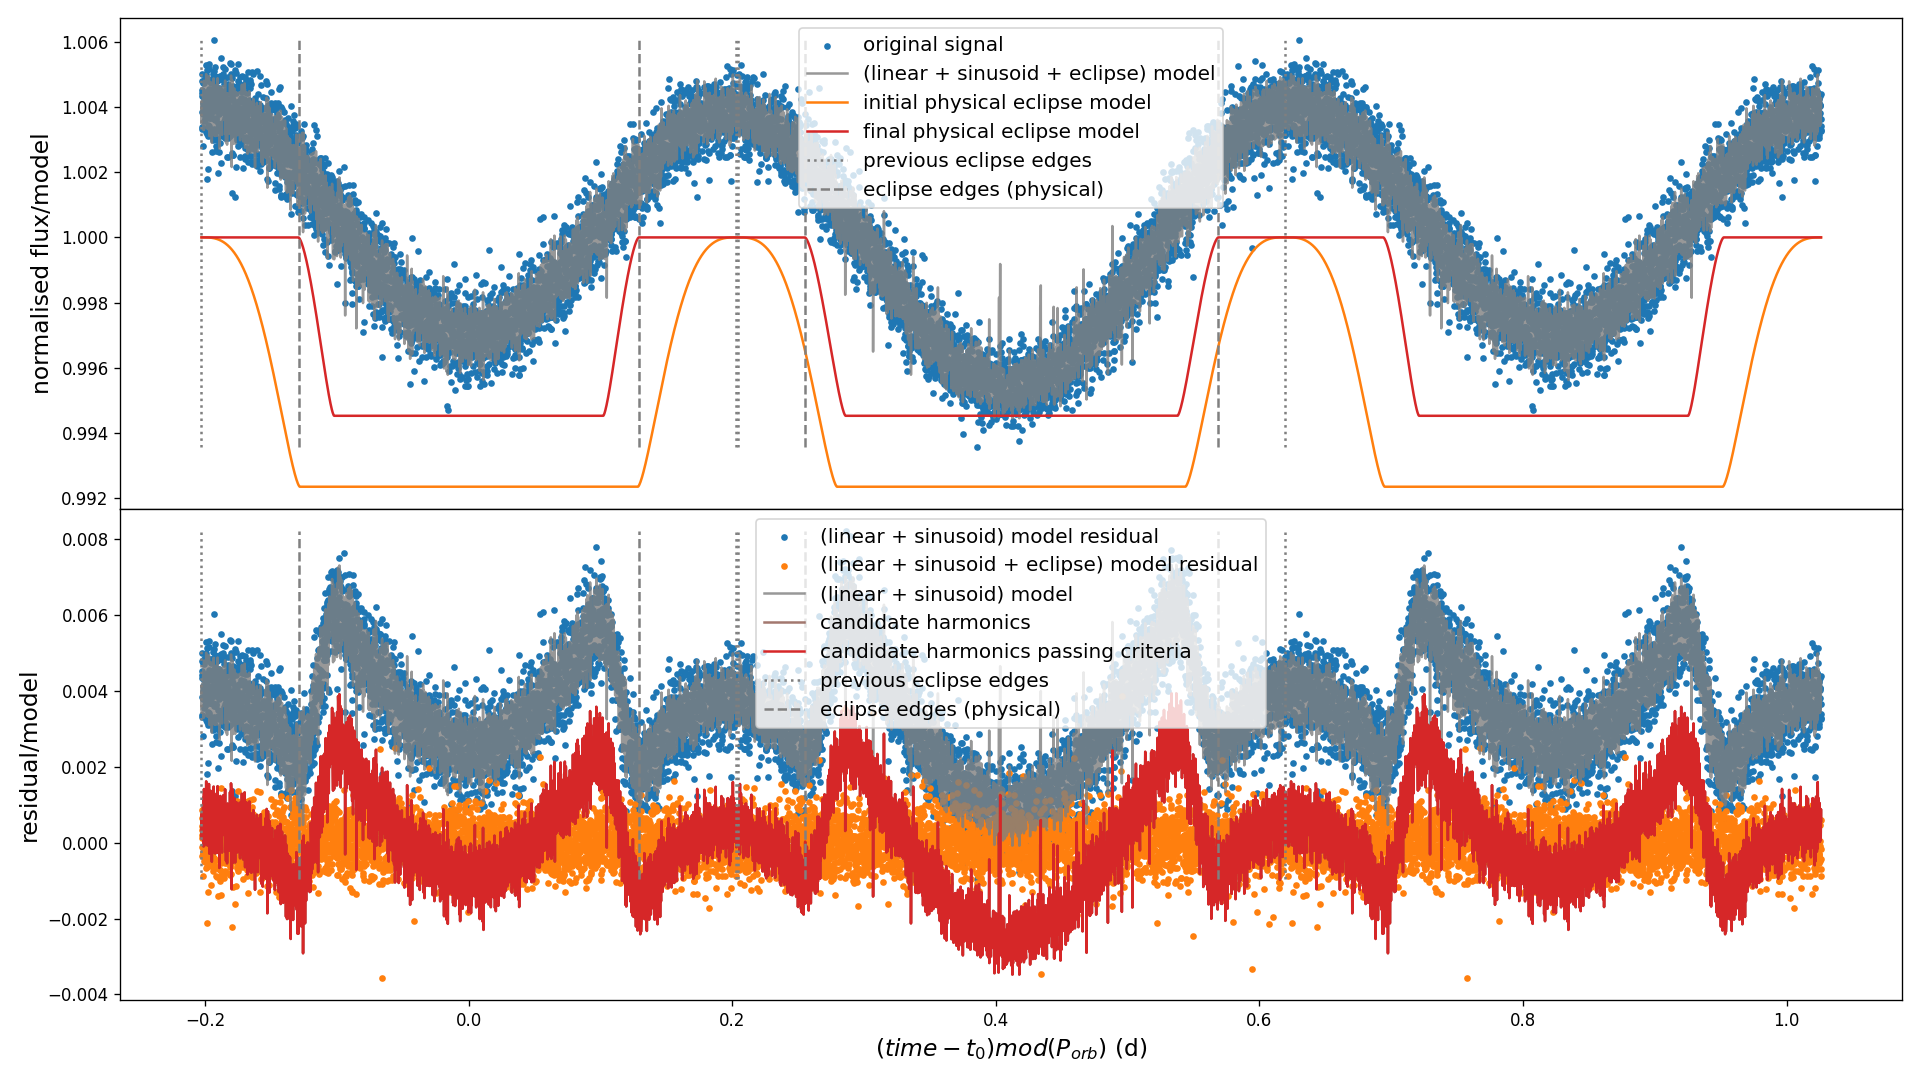 normalised flux/model
1.006
1.004
1.002
1.000
0.998
0.996
0.994
0.992
original signal
(linear + sinusoid + eclipse) model
initial physical eclipse model
final physical eclipse model
previous eclipse edges
eclipse edges (physical)
residual/model
0.008
0.006
0.004
0.002
0.000
−0.002
−0.004
(linear + sinusoid) model residual
(linear + sinusoid + eclipse) model residual
(linear + sinusoid) model
candidate harmonics
candidate harmonics passing criteria
previous eclipse edges
eclipse edges (physical)
−0.2 0.0 0.2 0.4 0.6 0.8 1.0
(time − t₀)mod(P_orb) (d)